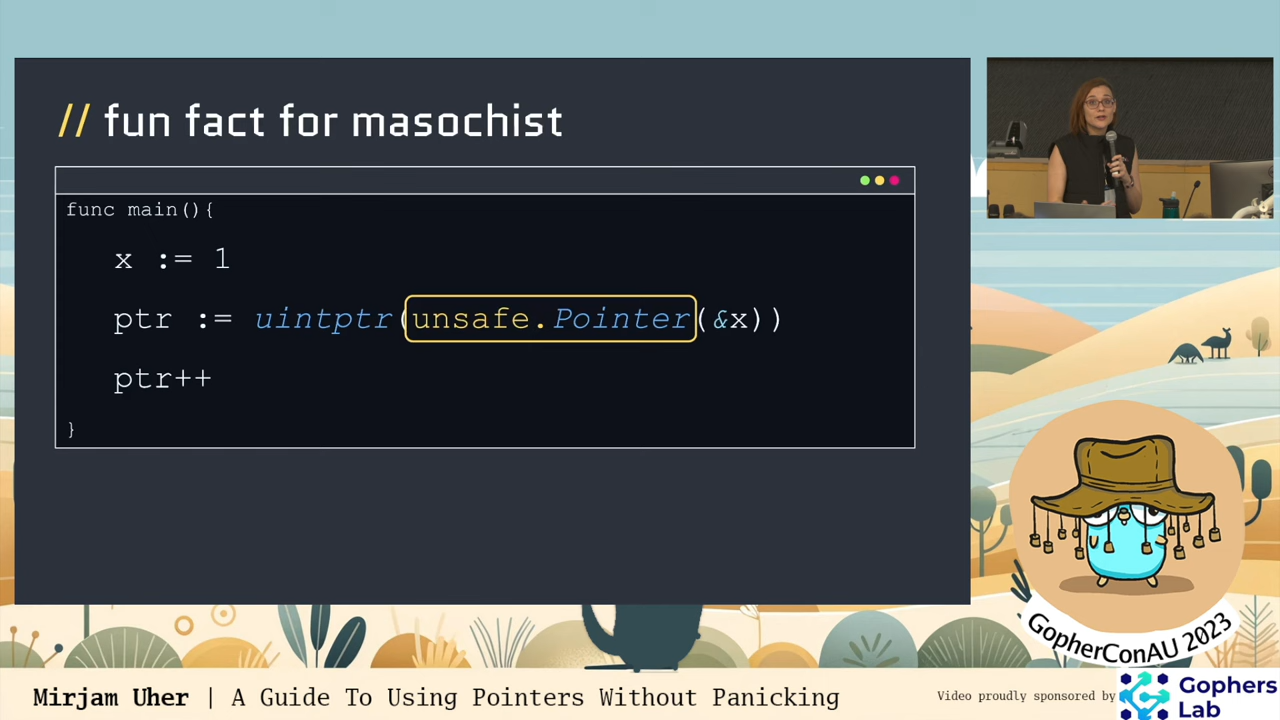 // fun fact for masochist
func main(){
x := 1
ptr := uintptr(unsafe.Pointer(&x))
ptr++
}
GopherConAU 2023
Mirjam Uher | A Guide To Using Pointers Without Panicking
Video proudly sponsored by
Gophers
Lab